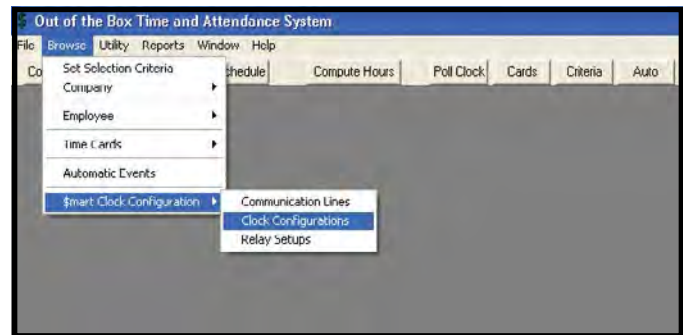 Out of the Box Time and Attendance System
File Browse Utility Reports Window Help
Co hedule Compute Hours Poll Clock Cards Criteria Auto
Set Selection Criteria
Company
Employee
Time Cards
Automatic Events
$mart Clock Configuration
Communication Lines
Clock Configurations
Relay Setups